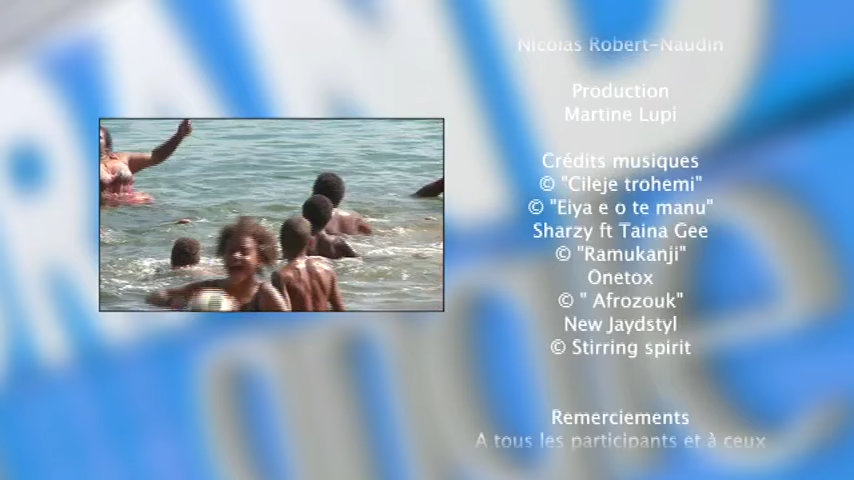 Nicolas Robert-Naudin
Production
Martine Lupi
Crédits musiques
© "Cileje trohemi"
© "Eiya e o te manu"
Sharzy ft Taina Gee
© "Ramukanji"
Onetox
© " Afrozouk"
New Jaydstyl
© Stirring spirit
Remerciements
A tous les participants et à ceux